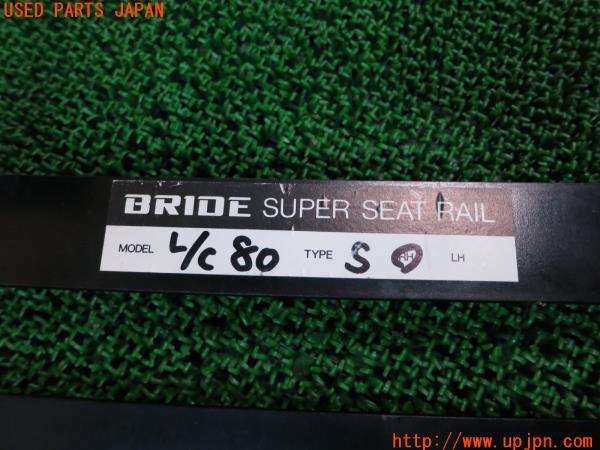 USED PARTS JAPAN
BRIDE SUPER SEAT RAIL
MODEL L/C 80 TYPE S RH LH
http://www.upjpn.com/